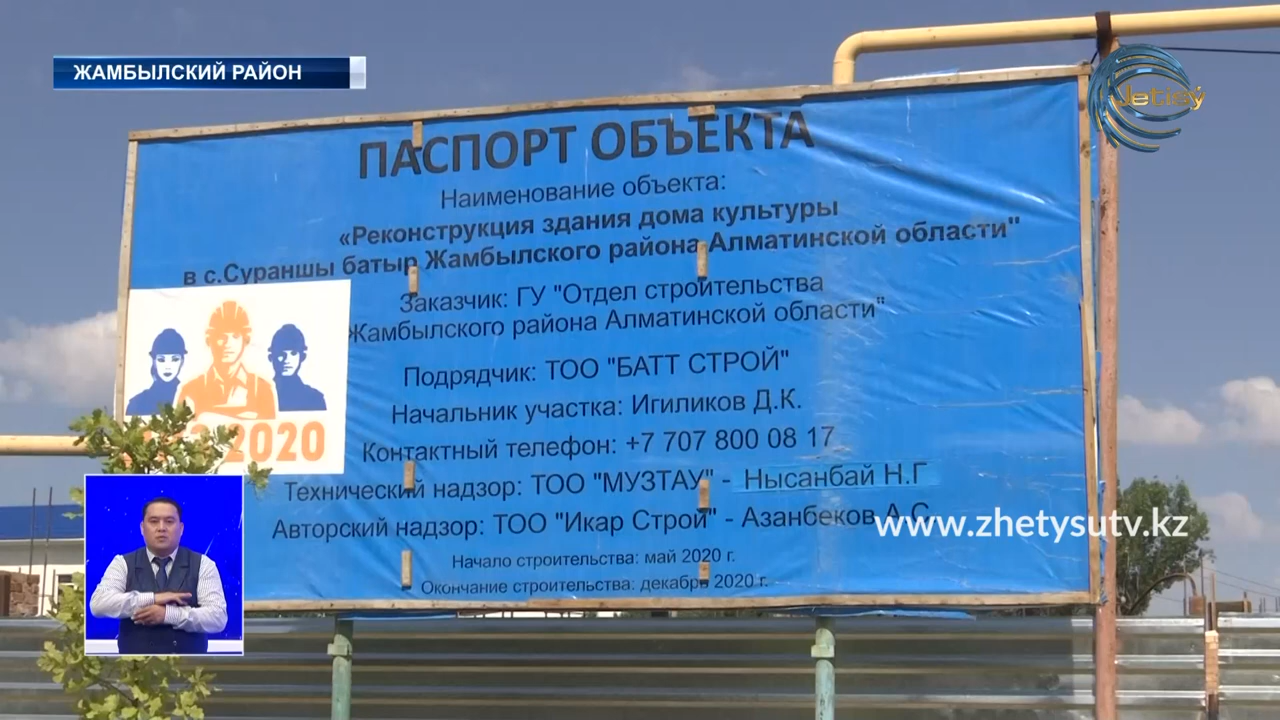 ЖАМБЫЛСКИЙ РАЙОН
Jetisý
ПАСПОРТ ОБЪЕКТА
Наименование объекта:
«Реконструкция здания дома культуры
в с.Сураншы батыр Жамбылского района Алматинской области"
Заказчик: ГУ "Отдел строительства
Жамбылского района Алматинской области"
Подрядчик: ТОО "БАТТ СТРОЙ"
Начальник участка: Игиликов Д.К.
2020
Контактный телефон: +7 707 800 08 17
Технический надзор: ТОО "МУЗТАУ" - Нысанбай Н.Г
Авторский надзор: ТОО "Икар Строй" - Азанбеков А.С.
www.zhetysutv.kz
Начало строительства: май 2020 г.
Окончание строительства: декабрь 2020 г.